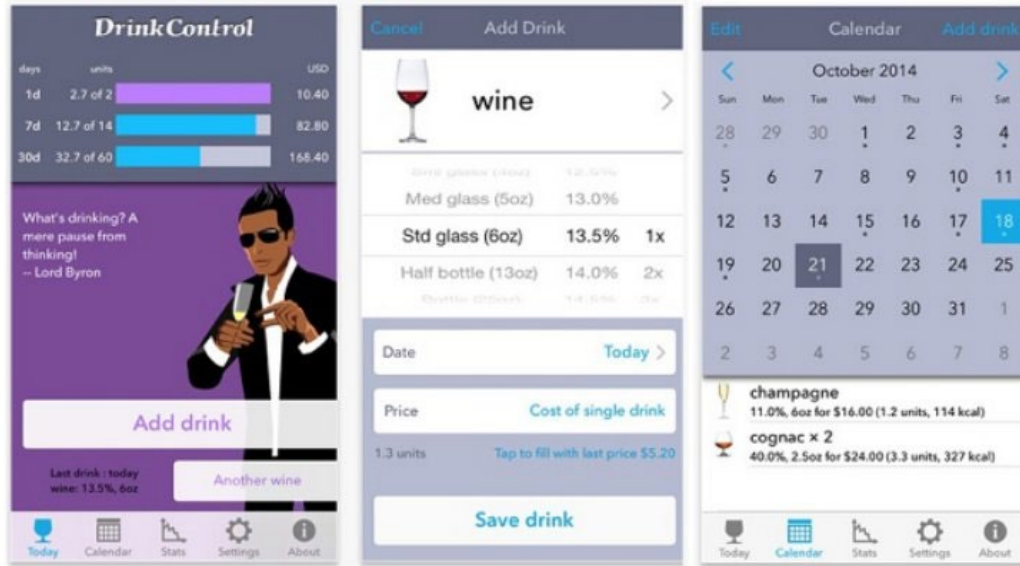 DrinkControl
days units USD
1d 2.7 of 2 10.40
7d 12.7 of 14 82.80
30d 32.7 of 60 168.40
What's drinking? A
mere pause from
thinking!
-- Lord Byron
Add drink
Last drink : today
wine: 13.5%, 6oz
Another wine
Today Calendar Stats Settings About
Cancel Add Drink
wine
Med glass (5oz) 13.0%
Std glass (6oz) 13.5% 1x
Half bottle (13oz) 14.0% 2x
Date Today
Price Cost of single drink
1.3 units Tap to fill with last price $5.20
Save drink
Edit Calendar Add drink
October 2014
Sun Mon Tue Wed Thu Fri Sat
28 29 30 1 2 3 4
5 6 7 8 9 10 11
12 13 14 15 16 17 18
19 20 21 22 23 24 25
26 27 28 29 30 31 1
2 3 4 5 6 7 8
champagne
11.0%, 6oz for $16.00 (1.2 units, 114 kcal)
cognac × 2
40.0%, 2.5oz for $24.00 (3.3 units, 327 kcal)
Today Calendar Stats Settings About